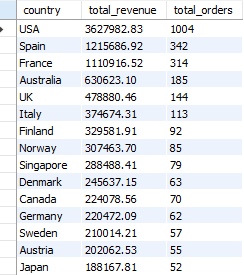 country total_revenue total_orders
USA 3627982.83 1004
Spain 1215686.92 342
France 1110916.52 314
Australia 630623.10 185
UK 478880.46 144
Italy 374674.31 113
Finland 329581.91 92
Norway 307463.70 85
Singapore 288488.41 79
Denmark 245637.15 63
Canada 224078.56 70
Germany 220472.09 62
Sweden 210014.21 57
Austria 202062.53 55
Japan 188167.81 52